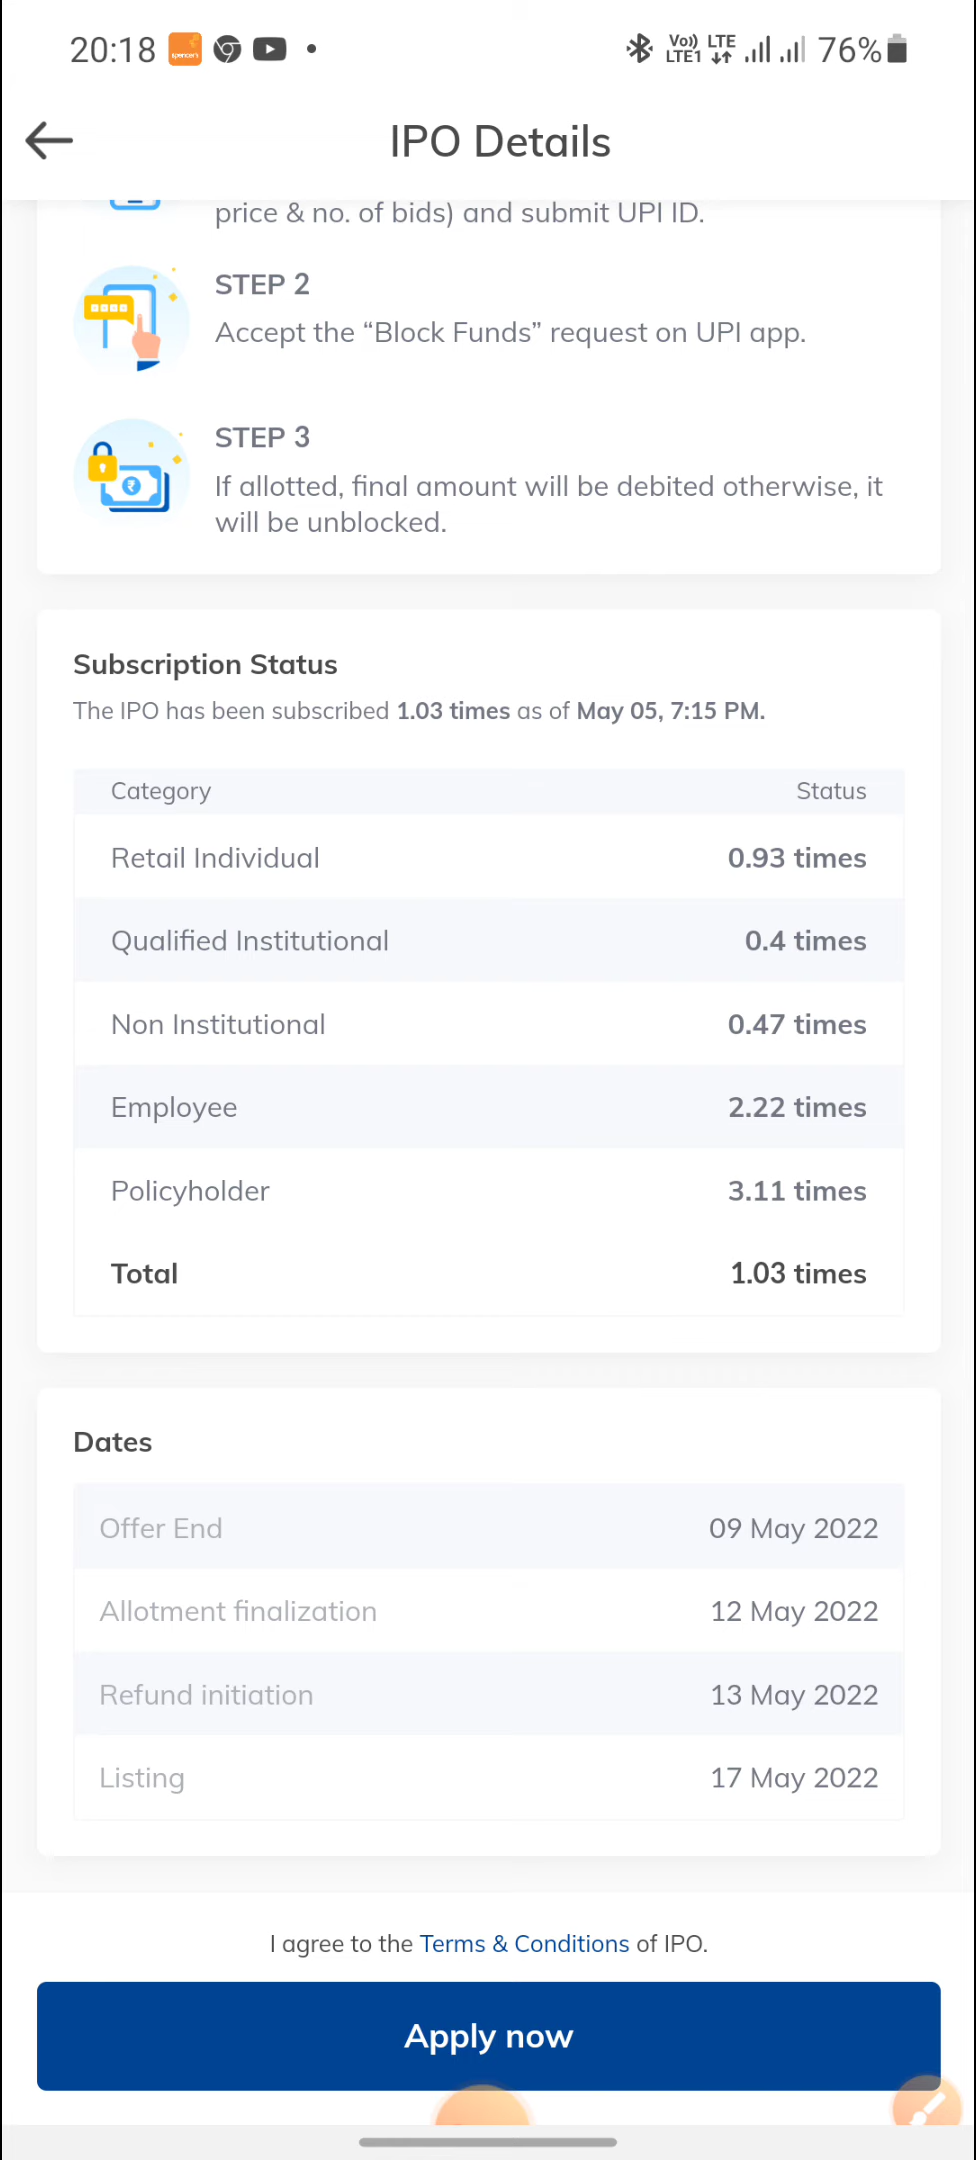 20:18
Vo)) LTE
LTE1
76%
IPO Details
price & no. of bids) and submit UPI ID.
STEP 2
Accept the “Block Funds” request on UPI app.
STEP 3
If allotted, final amount will be debited otherwise, it
will be unblocked.
Subscription Status
The IPO has been subscribed 1.03 times as of May 05, 7:15 PM.
Category Status
Retail Individual 0.93 times
Qualified Institutional 0.4 times
Non Institutional 0.47 times
Employee 2.22 times
Policyholder 3.11 times
Total 1.03 times
Dates
Offer End 09 May 2022
Allotment finalization 12 May 2022
Refund initiation 13 May 2022
Listing 17 May 2022
I agree to the Terms & Conditions of IPO.
Apply now